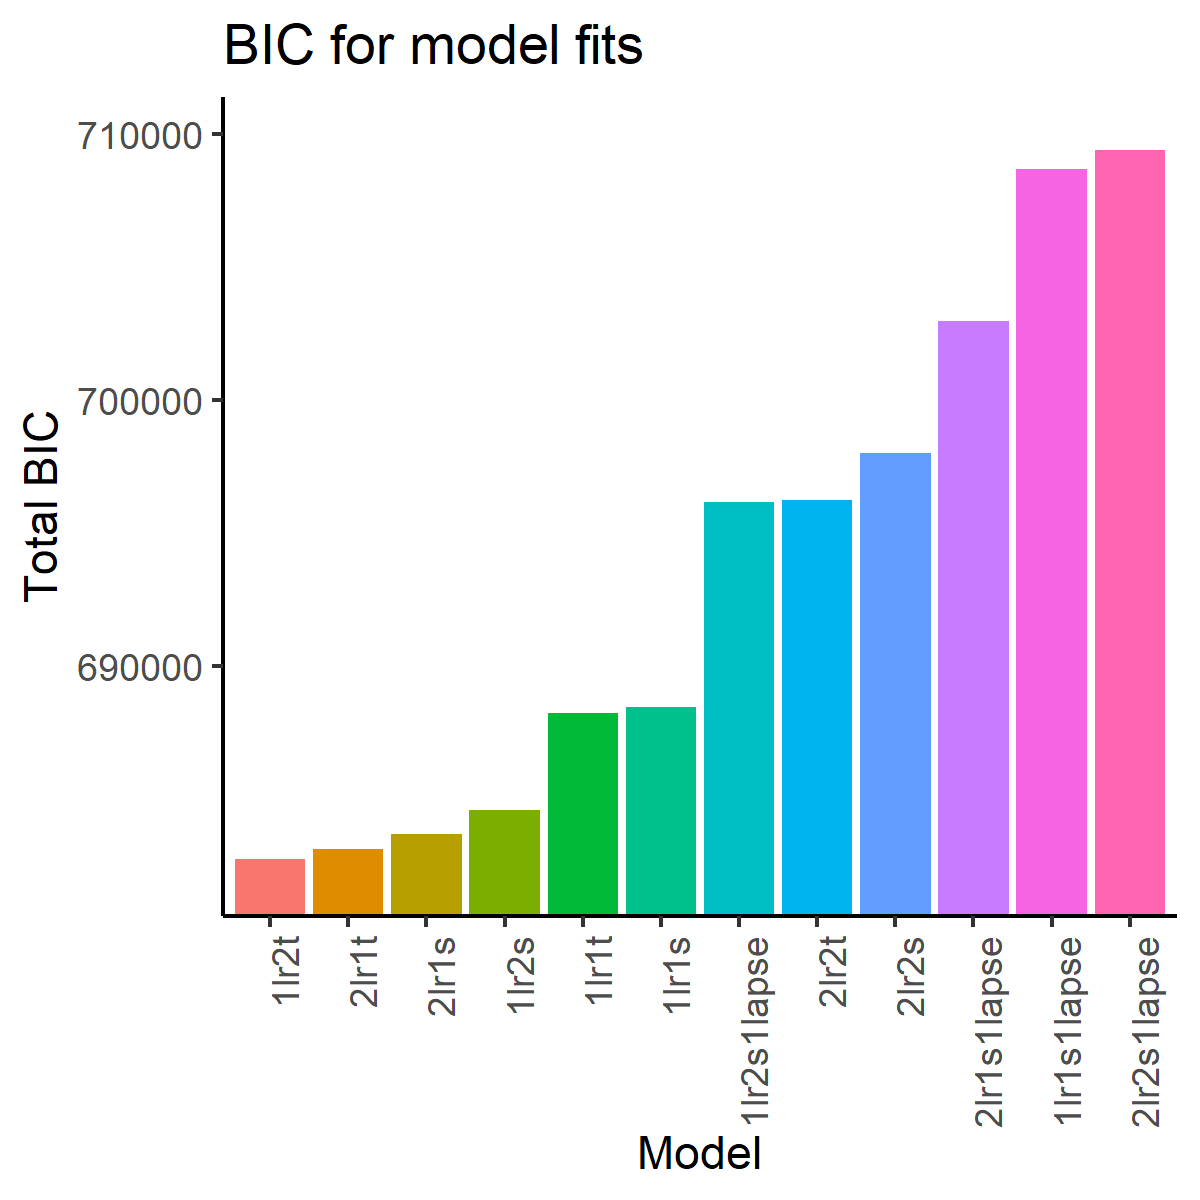 BIC for model fits
710000
700000
690000
Total BIC
1lr2t
2lr1t
2lr1s
1lr2s
1lr1t
1lr1s
1lr2s1lapse
2lr2t
2lr2s
2lr1s1lapse
1lr1s1lapse
2lr2s1lapse
Model